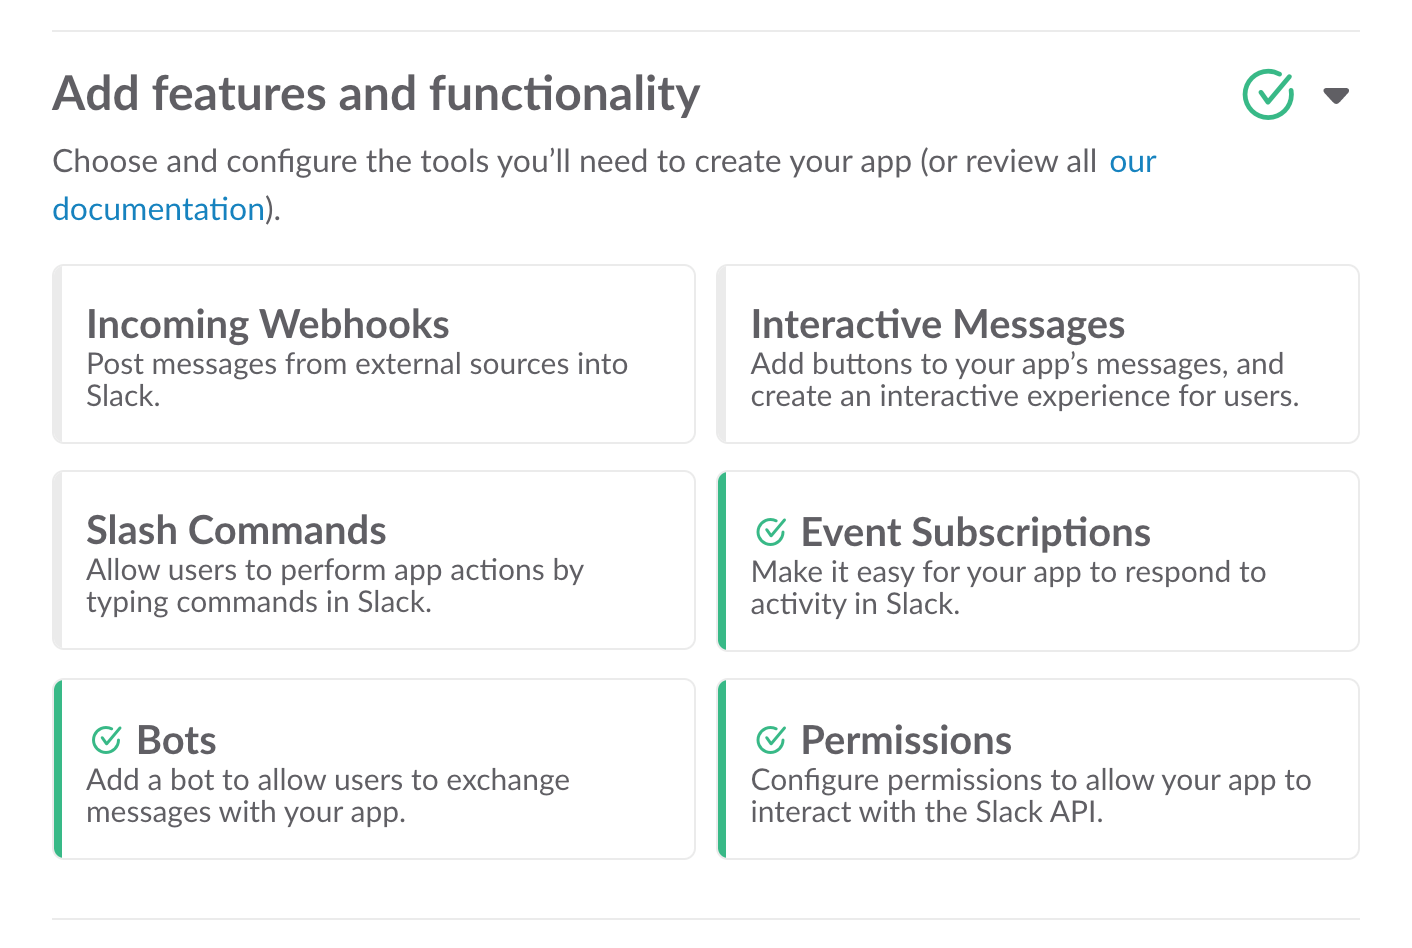 Add features and functionality
Choose and configure the tools you’ll need to create your app (or review all our
documentation).
Incoming Webhooks
Post messages from external sources into
Slack.
Interactive Messages
Add buttons to your app’s messages, and
create an interactive experience for users.
Slash Commands
Allow users to perform app actions by
typing commands in Slack.
Event Subscriptions
Make it easy for your app to respond to
activity in Slack.
Bots
Add a bot to allow users to exchange
messages with your app.
Permissions
Configure permissions to allow your app to
interact with the Slack API.